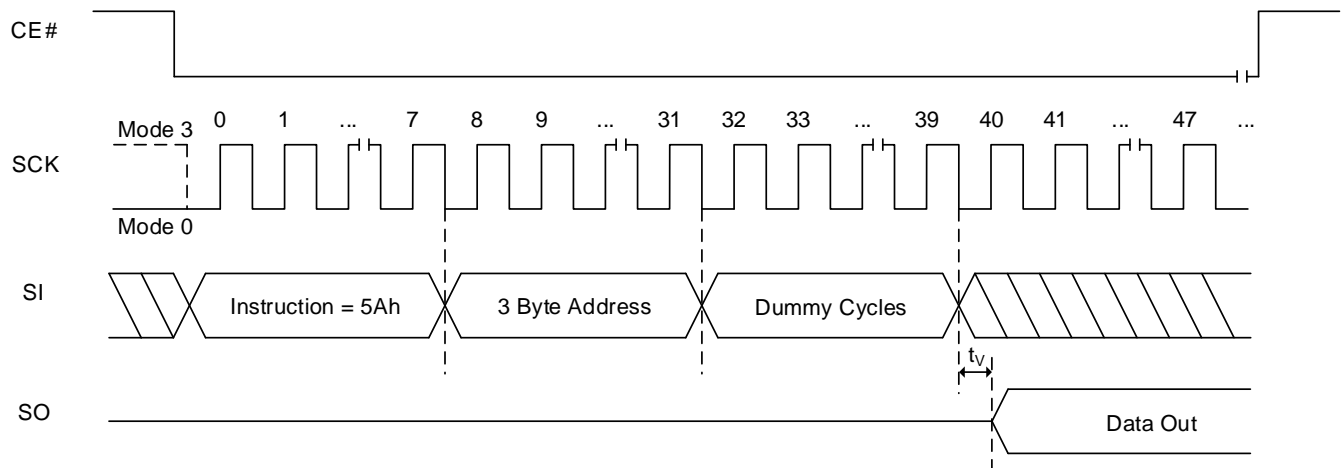 CE#
0 1 ... 7 8 9 ... 31 32 33 ... 39 40 41 ... 47 ...
Mode 3
SCK
Mode 0
SI
Instruction = 5Ah
3 Byte Address
Dummy Cycles
tV
SO
Data Out